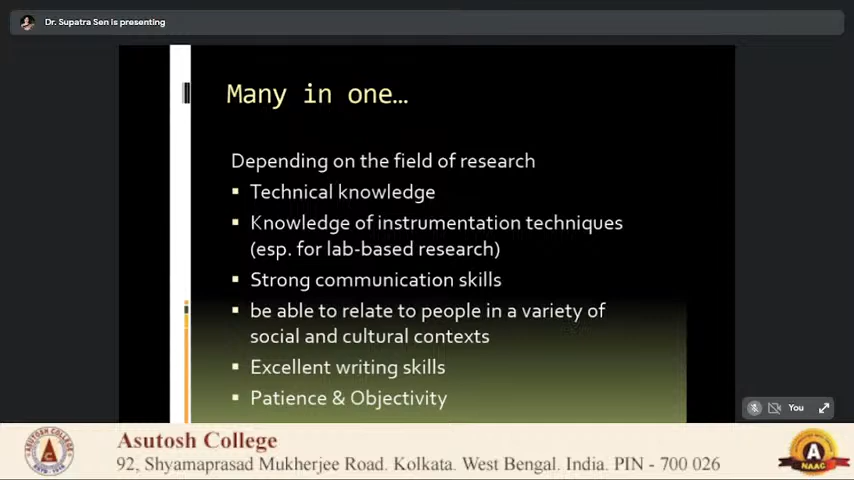 Dr. Supatra Sen is presenting
Many in one…
Depending on the field of research
▪ Technical knowledge
▪ Knowledge of instrumentation techniques
(esp. for lab-based research)
▪ Strong communication skills
▪ be able to relate to people in a variety of
social and cultural contexts
▪ Excellent writing skills
▪ Patience & Objectivity
You
ASUTOSH COLLEGE
Asutosh College
92, Shyamaprasad Mukherjee Road. Kolkata. West Bengal. India. PIN - 700 026
NAAC